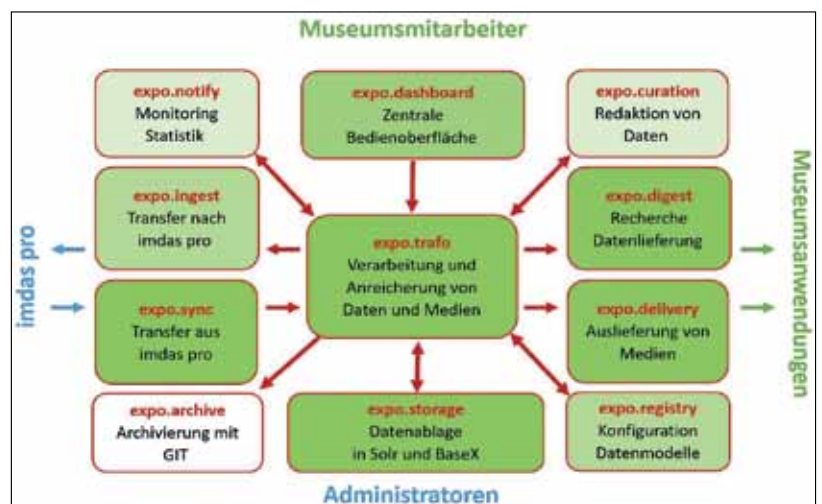 Museumsmitarbeiter
expo.notify
Monitoring
Statistik
expo.dashboard
Zentrale
Bedienoberfläche
expo.curation
Redaktion von
Daten
expo.ingest
Transfer nach
imdas pro
expo.trafo
Verarbeitung und
Anreicherung von
Daten und Medien
expo.digest
Recherche
Datenlieferung
expo.sync
Transfer aus
imdas pro
expo.delivery
Auslieferung von
Medien
expo.archive
Archivierung mit
GIT
expo.storage
Datenablage
in Solr und BaseX
expo.registry
Konfiguration
Datenmodelle
imdas pro
Museumsanwendungen
Administratoren